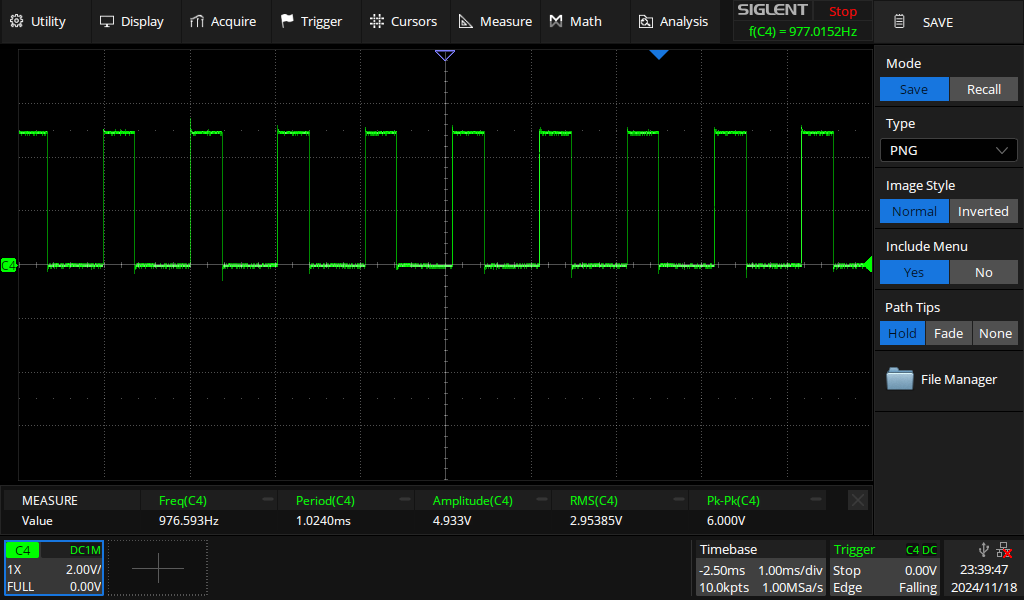 Utility Display Acquire Trigger Cursors Measure Math Analysis
SIGLENT Stop
f(C4) = 977.0152Hz
SAVE
Mode
Save Recall
Type
PNG
Image Style
Normal Inverted
Include Menu
Yes No
Path Tips
Hold Fade None
File Manager
C4
MEASURE Freq(C4) Period(C4) Amplitude(C4) RMS(C4) Pk-Pk(C4)
Value 976.593Hz 1.0240ms 4.933V 2.95385V 6.000V
C4 DC1M
1X 2.00V/
FULL 0.00V
Timebase
-2.50ms 1.00ms/div
10.0kpts 1.00MSa/s
Trigger C4 DC
Stop 0.00V
Edge Falling
23:39:47
2024/11/18